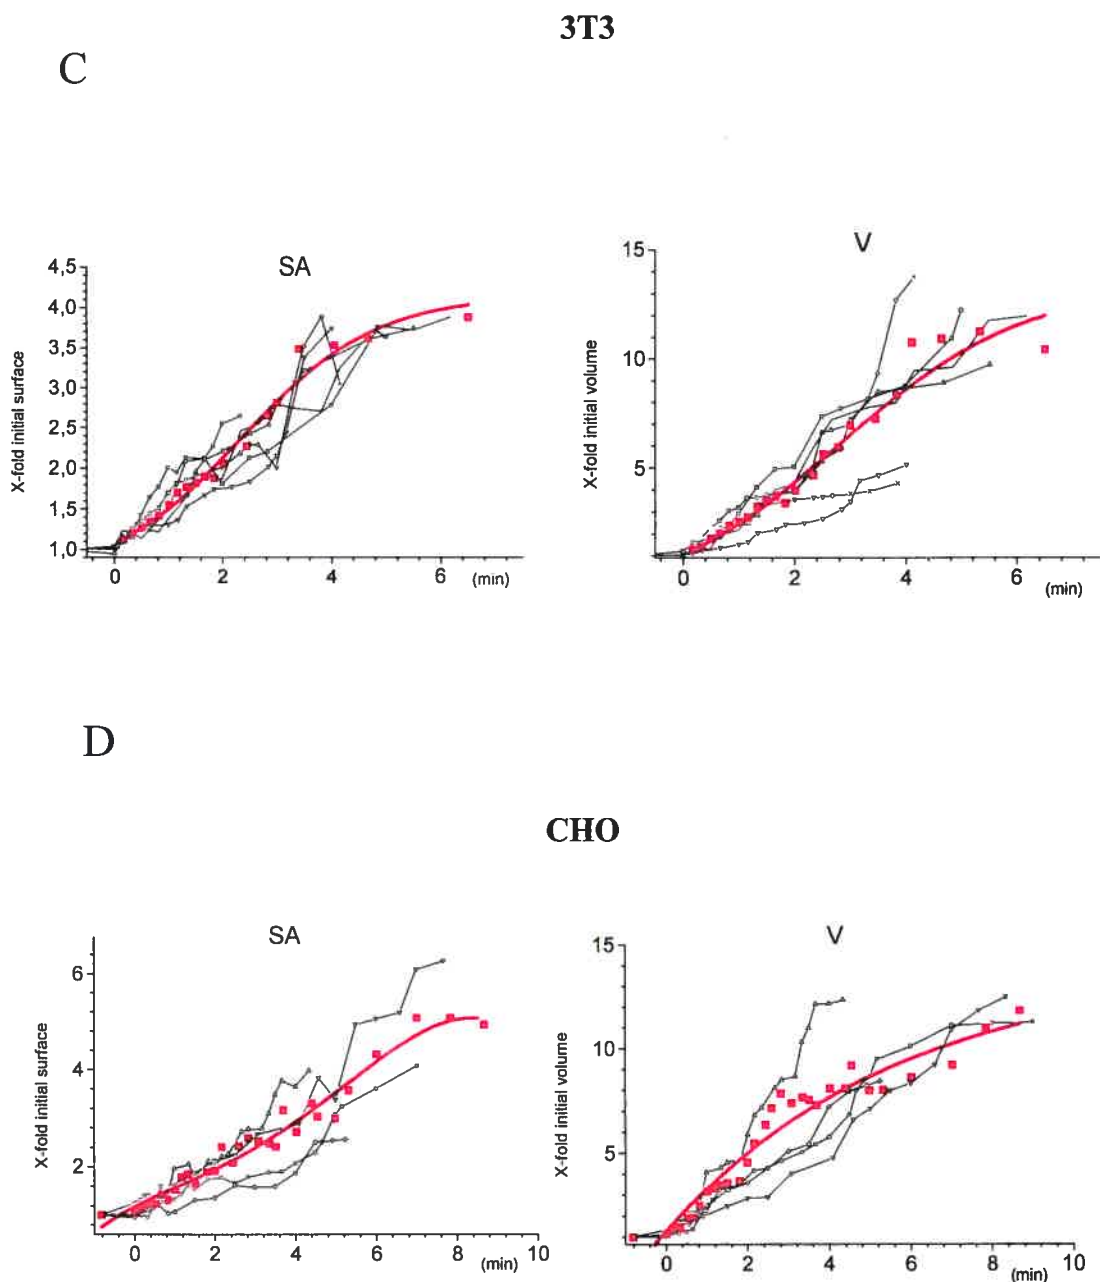 3T3
C
SA
X-fold initial surface
4,5
4,0
3,5
3,0
2,5
2,0
1,5
1,0
0
2
4
6
(min)
V
X-fold initial volume
15
10
5
0
2
4
6
(min)
D
CHO
SA
X-fold initial surface
6
4
2
0
2
4
6
8
10
(min)
V
X-fold initial volume
15
10
5
0
2
4
6
8
10
(min)